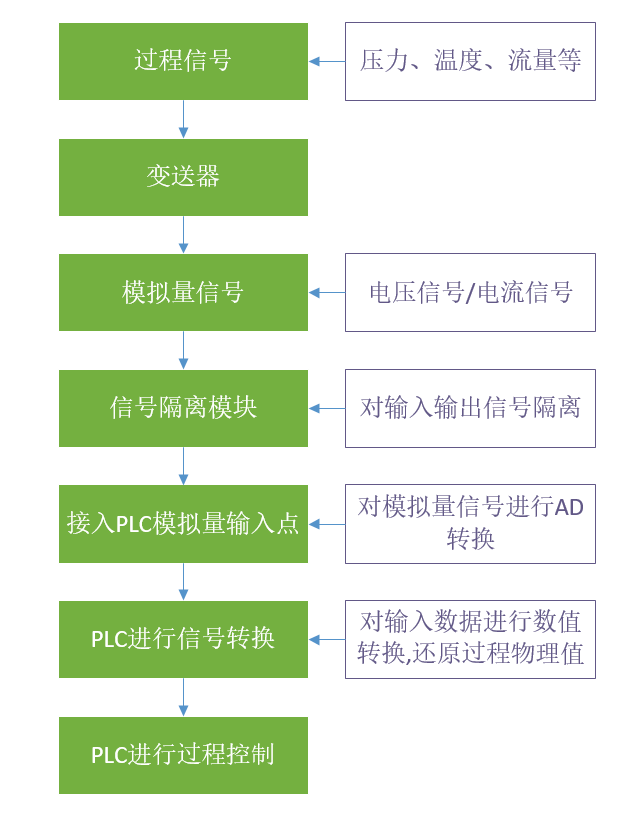 过程信号
压力、温度、流量等
变送器
模拟量信号
电压信号/电流信号
信号隔离模块
对输入输出信号隔离
接入PLC模拟量输入点
对模拟量信号进行AD
转换
PLC进行信号转换
对输入数据进行数值
转换,还原过程物理值
PLC进行过程控制